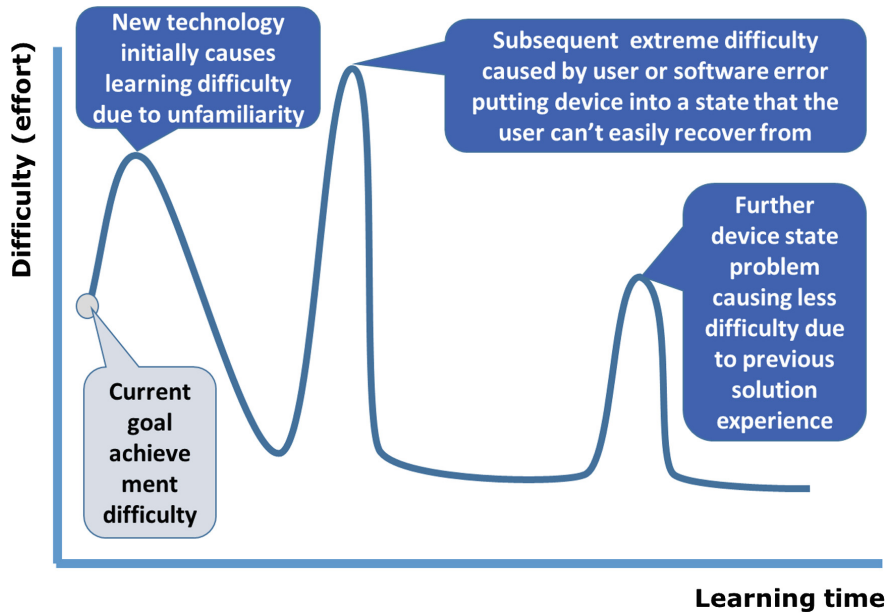 New technology
initially causes
learning difficulty
due to unfamiliarity
Subsequent extreme difficulty
caused by user or software error
putting device into a state that the
user can't easily recover from
Difficulty (effort)
Further
device state
problem
causing less
difficulty due
to previous
solution
experience
Current
goal
achieve
ment
difficulty
Learning time